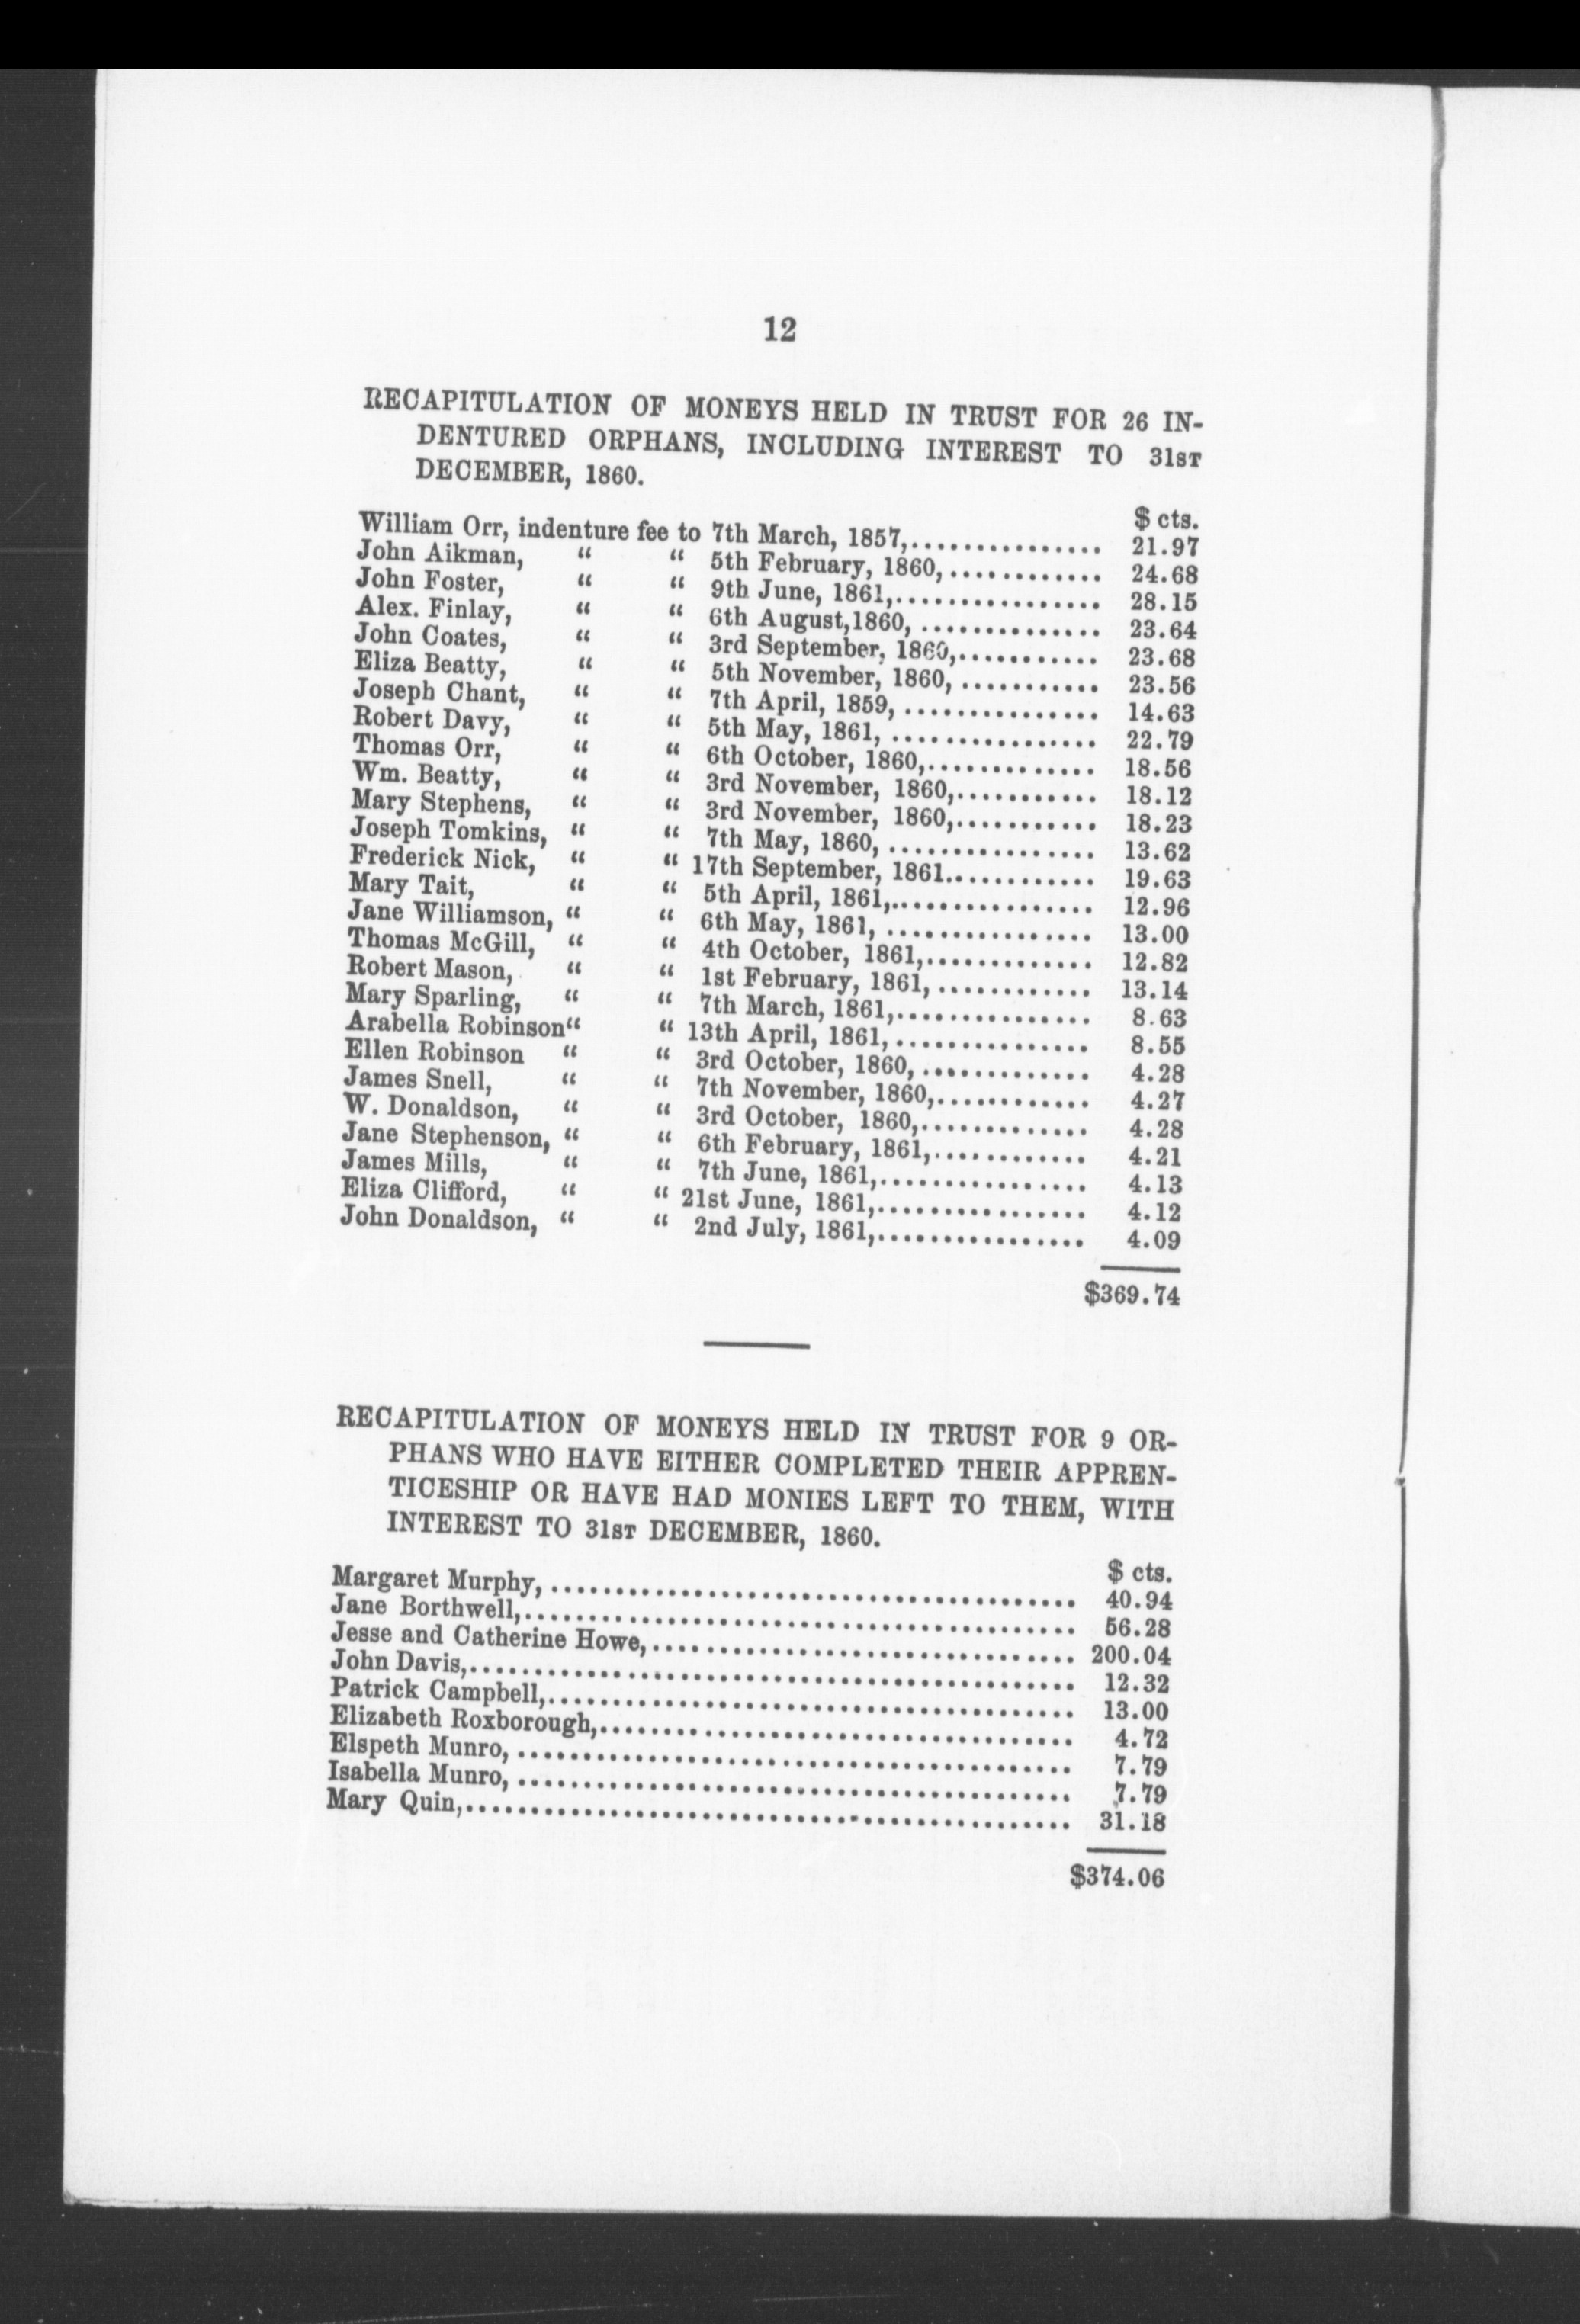 12
RECAPITULATION OF MONEYS HELD IN TRUST FOR 26 IN-
DENTURED ORPHANS, INCLUDING INTEREST TO 31ST
DECEMBER, 1860.
$ cts.
William Orr, indenture fee to 7th March, 1857,............... 21.97
John Aikman, “ “ 5th February, 1860,............ 24.68
John Foster, “ “ 9th June, 1861,................ 28.15
Alex. Finlay, “ “ 6th August,1860, .............. 23.64
John Coates, “ “ 3rd September, 1860,........... 23.68
Eliza Beatty, “ “ 5th November, 1860, ........... 23.56
Joseph Chant, “ “ 7th April, 1859, ............... 14.63
Robert Davy, “ “ 5th May, 1861, ................ 22.79
Thomas Orr, “ “ 6th October, 1860,............. 18.56
Wm. Beatty, “ “ 3rd November, 1860,........... 18.12
Mary Stephens, “ “ 3rd November, 1860,........... 18.23
Joseph Tomkins, “ “ 7th May, 1860, ................ 13.62
Frederick Nick, “ “ 17th September, 1861............ 19.63
Mary Tait, “ “ 5th April, 1861,................ 12.96
Jane Williamson, “ “ 6th May, 1861, ................ 13.00
Thomas McGill, “ “ 4th October, 1861,............. 12.82
Robert Mason, “ “ 1st February, 1861, ............ 13.14
Mary Sparling, “ “ 7th March, 1861,............... 8.63
Arabella Robinson“ “ 13th April, 1861, ............... 8.55
Ellen Robinson “ “ 3rd October, 1860, ............. 4.28
James Snell, “ “ 7th November, 1860,............ 4.27
W. Donaldson, “ “ 3rd October, 1860,............. 4.28
Jane Stephenson, “ “ 6th February, 1861,............ 4.21
James Mills, “ “ 7th June, 1861,................ 4.13
Eliza Clifford, “ “ 21st June, 1861,................ 4.12
John Donaldson, “ “ 2nd July, 1861,................ 4.09
$369.74
RECAPITULATION OF MONEYS HELD IN TRUST FOR 9 OR-
PHANS WHO HAVE EITHER COMPLETED THEIR APPREN-
TICESHIP OR HAVE HAD MONIES LEFT TO THEM, WITH
INTEREST TO 31ST DECEMBER, 1860.
$ cts.
Margaret Murphy, ........................................ 40.94
Jane Borthwell,.......................................... 56.28
Jesse and Catherine Howe,................................ 200.04
John Davis,.............................................. 12.32
Patrick Campbell,........................................ 13.00
Elizabeth Roxborough,.................................... 4.72
Elspeth Munro, .......................................... 7.79
Isabella Munro, .......................................... 7.79
Mary Quin,.............................................. 31.18
$374.06